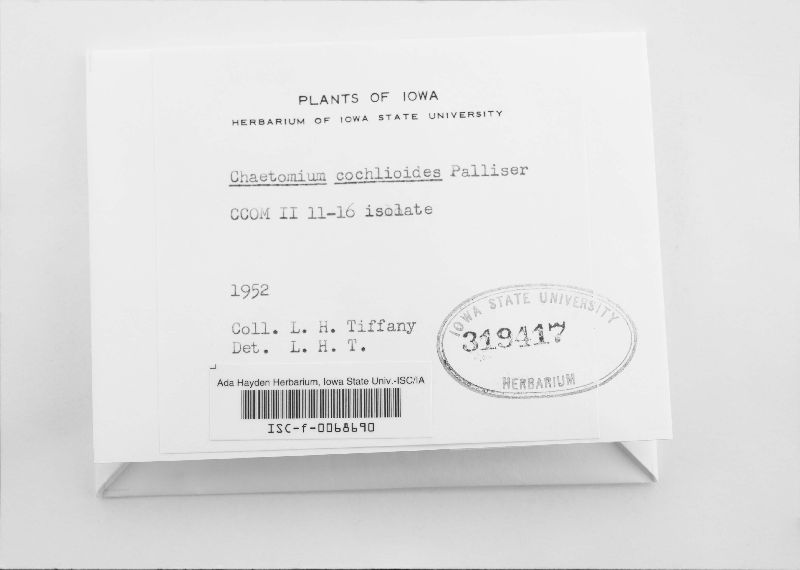 PLANTS OF IOWA
HERBARIUM OF IOWA STATE UNIVERSITY
Chaetomium cochlioides Palliser
CCOM II 11-16 isolate
1952
Coll. L. H. Tiffany
Det. L. H. T.
IOWA STATE UNIVERSITY
319417
HERBARIUM
Ada Hayden Herbarium, Iowa State Univ.-ISC/IA
ISC-f-0068690